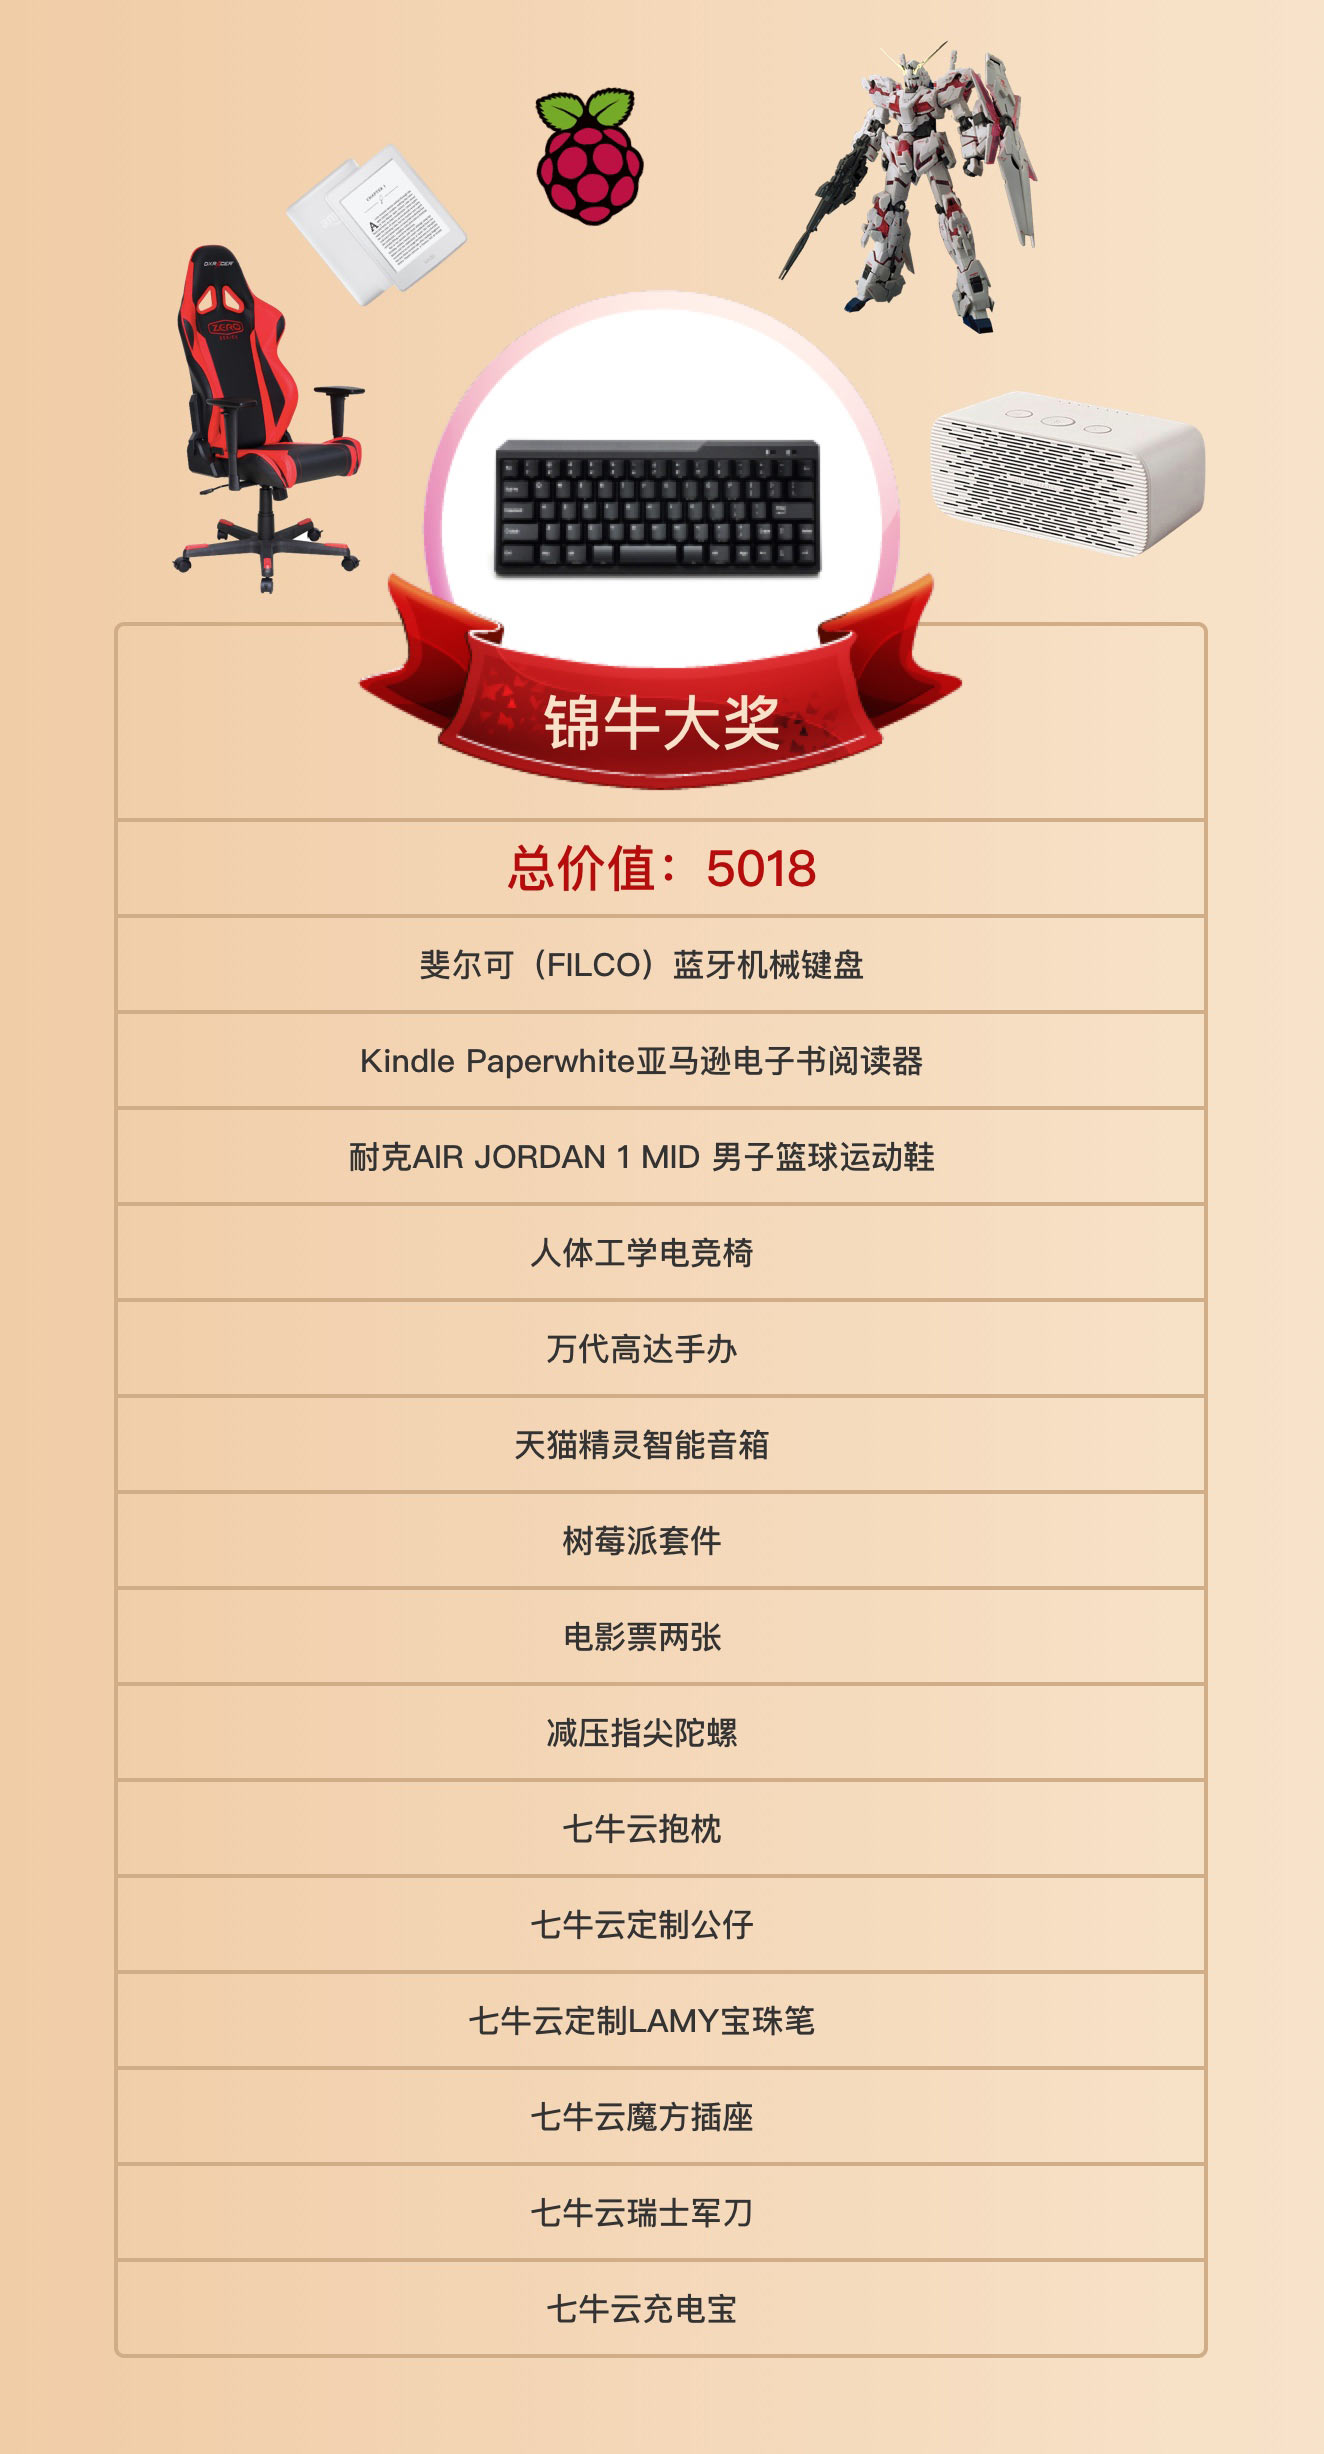 DXRACER
ZERO
CHAPTER 1
A
kindle
锦牛大奖
总价值：5018
斐尔可（FILCO）蓝牙机械键盘
Kindle Paperwhite亚马逊电子书阅读器
耐克AIR JORDAN 1 MID 男子篮球运动鞋
人体工学电竞椅
万代高达手办
天猫精灵智能音箱
树莓派套件
电影票两张
减压指尖陀螺
七牛云抱枕
七牛云定制公仔
七牛云定制LAMY宝珠笔
七牛云魔方插座
七牛云瑞士军刀
七牛云充电宝